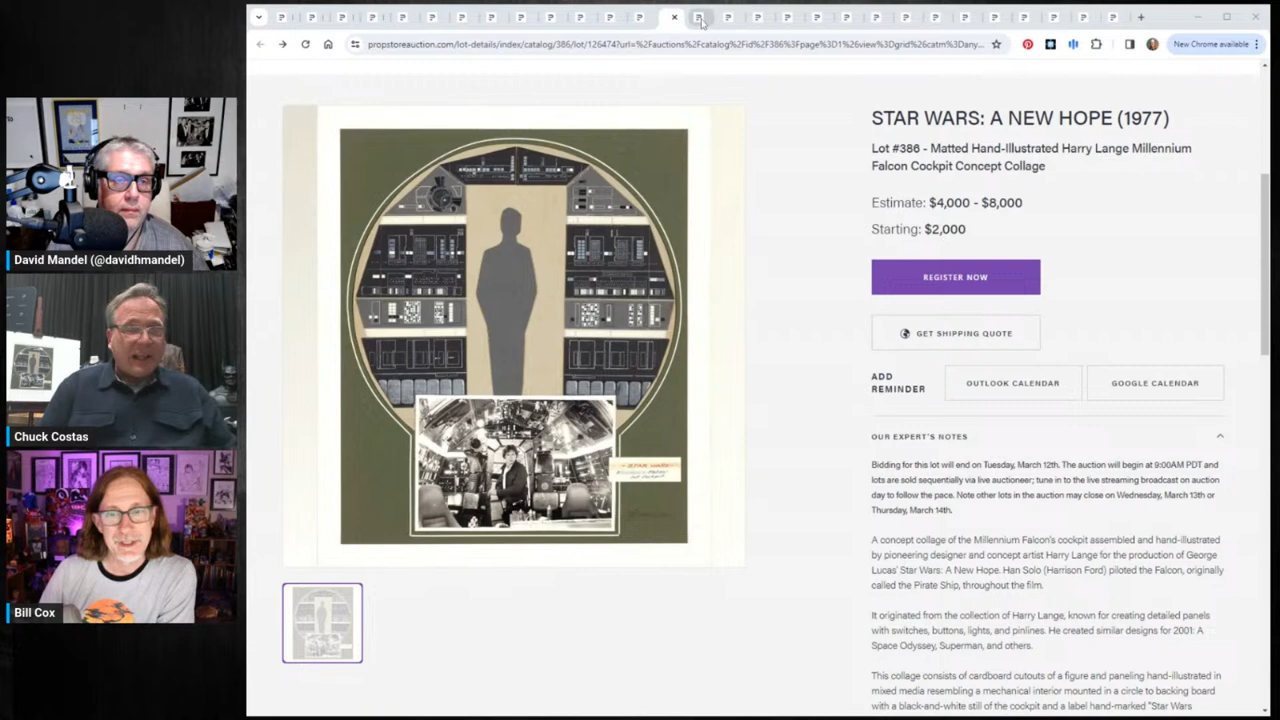 propstoreauction.com/lot-details/index/catalog/386/lot/126474?url=%2Fauctions%2Fcatalog%2Fid%2F386%3Fpage%3D1%26view%3Dgrid%26catm%3Dany...
New Chrome available
STAR WARS: A NEW HOPE (1977)
Lot #386 - Matted Hand-Illustrated Harry Lange Millennium
Falcon Cockpit Concept Collage
Estimate: $4,000 - $8,000
Starting: $2,000
REGISTER NOW
GET SHIPPING QUOTE
ADD
REMINDER
OUTLOOK CALENDAR
GOOGLE CALENDAR
OUR EXPERT'S NOTES
Bidding for this lot will end on Tuesday, March 12th. The auction will begin at 9:00AM PDT and
lots are sold sequentially via live auctioneer; tune in to the live streaming broadcast on auction
day to follow the pace. Note other lots in the auction may close on Wednesday, March 13th or
Thursday, March 14th.
A concept collage of the Millennium Falcon's cockpit assembled and hand-illustrated
by pioneering designer and concept artist Harry Lange for the production of George
Lucas' Star Wars: A New Hope. Han Solo (Harrison Ford) piloted the Falcon, originally
called the Pirate Ship, throughout the film.
It originated from the collection of Harry Lange, known for creating detailed panels
with switches, buttons, lights, and pinlines. He created similar designs for 2001: A
Space Odyssey, Superman, and others.
This collage consists of cardboard cutouts of a figure and paneling hand-illustrated in
mixed media resembling a mechanical interior mounted in a circle to backing board
with a black-and-white still of the cockpit and a label hand-marked "Star Wars
STAR WARS
David Mandel (@davidhmandel)
Chuck Costas
Bill Cox